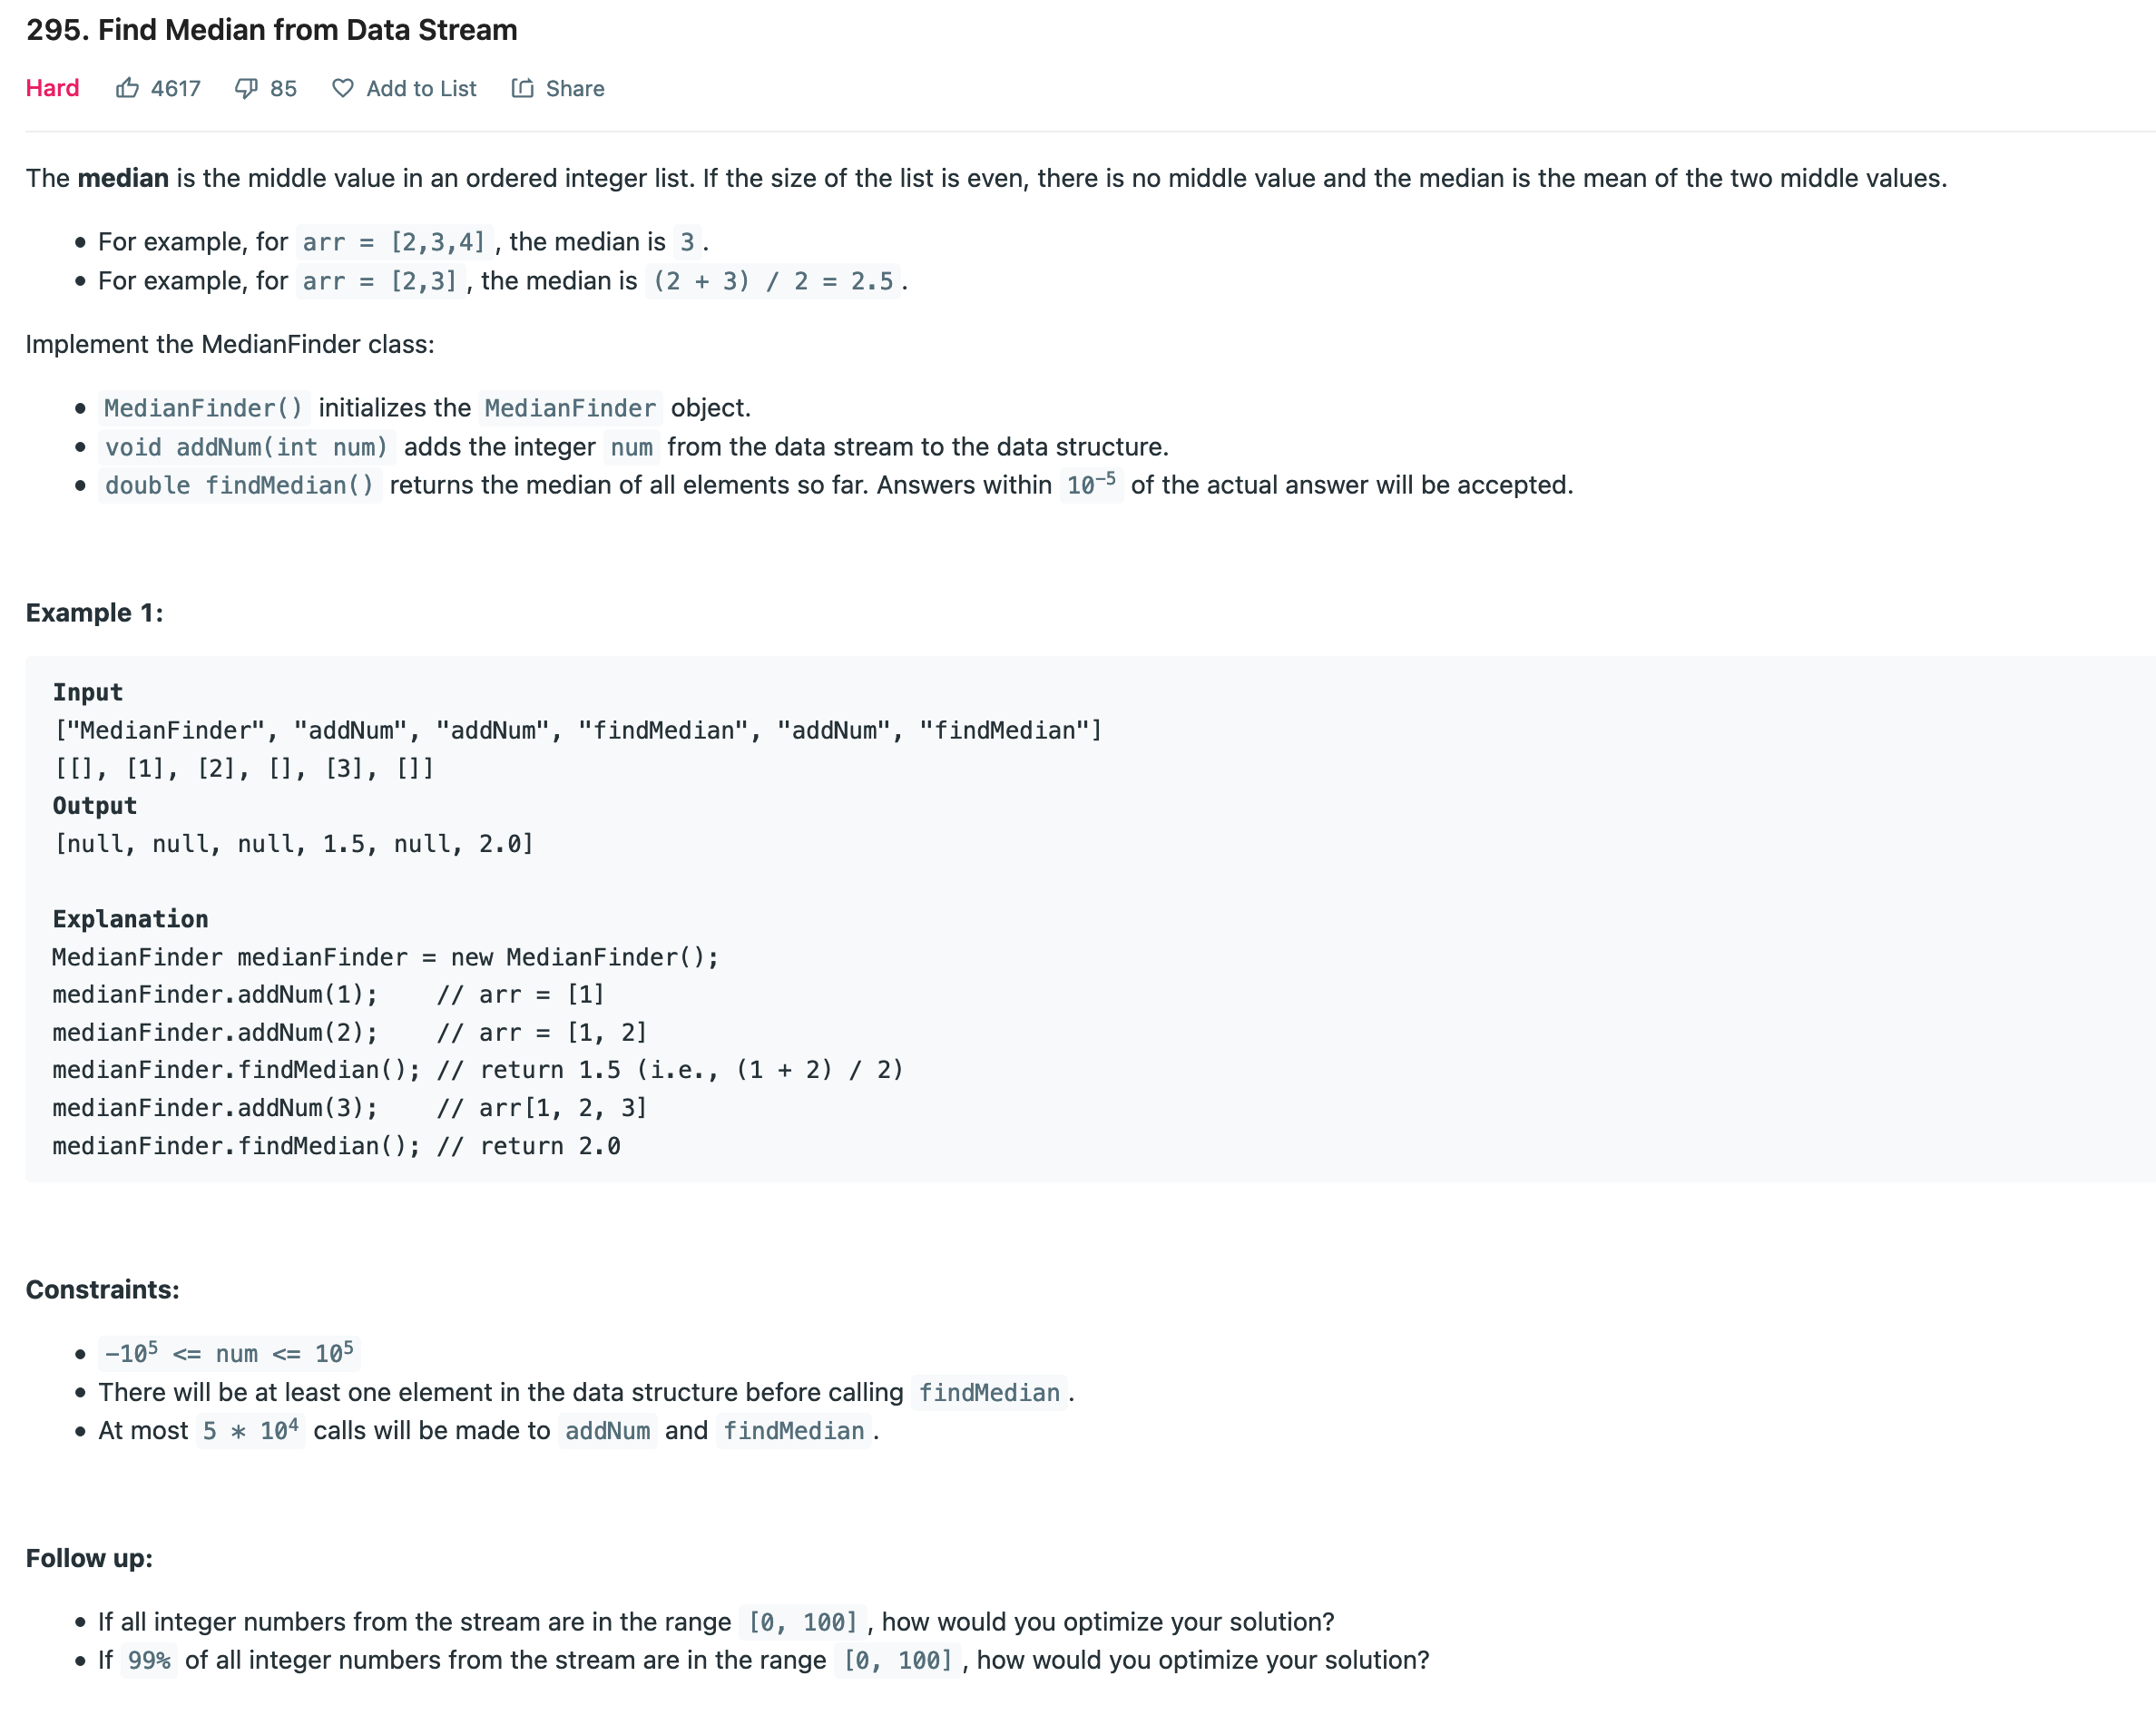 295. Find Median from Data Stream
Hard 4617 85 Add to List Share
The median is the middle value in an ordered integer list. If the size of the list is even, there is no middle value and the median is the mean of the two middle values.
• For example, for arr = [2,3,4], the median is 3.
• For example, for arr = [2,3], the median is (2 + 3) / 2 = 2.5.
Implement the MedianFinder class:
• MedianFinder() initializes the MedianFinder object.
• void addNum(int num) adds the integer num from the data stream to the data structure.
• double findMedian() returns the median of all elements so far. Answers within 10⁻⁵ of the actual answer will be accepted.
Example 1:
Input
["MedianFinder", "addNum", "addNum", "findMedian", "addNum", "findMedian"]
[[], [1], [2], [], [3], []]
Output
[null, null, null, 1.5, null, 2.0]
Explanation
MedianFinder medianFinder = new MedianFinder();
medianFinder.addNum(1);    // arr = [1]
medianFinder.addNum(2);    // arr = [1, 2]
medianFinder.findMedian(); // return 1.5 (i.e., (1 + 2) / 2)
medianFinder.addNum(3);    // arr[1, 2, 3]
medianFinder.findMedian(); // return 2.0
Constraints:
• -10⁵ <= num <= 10⁵
• There will be at least one element in the data structure before calling findMedian.
• At most 5 * 10⁴ calls will be made to addNum and findMedian.
Follow up:
• If all integer numbers from the stream are in the range [0, 100], how would you optimize your solution?
• If 99% of all integer numbers from the stream are in the range [0, 100], how would you optimize your solution?